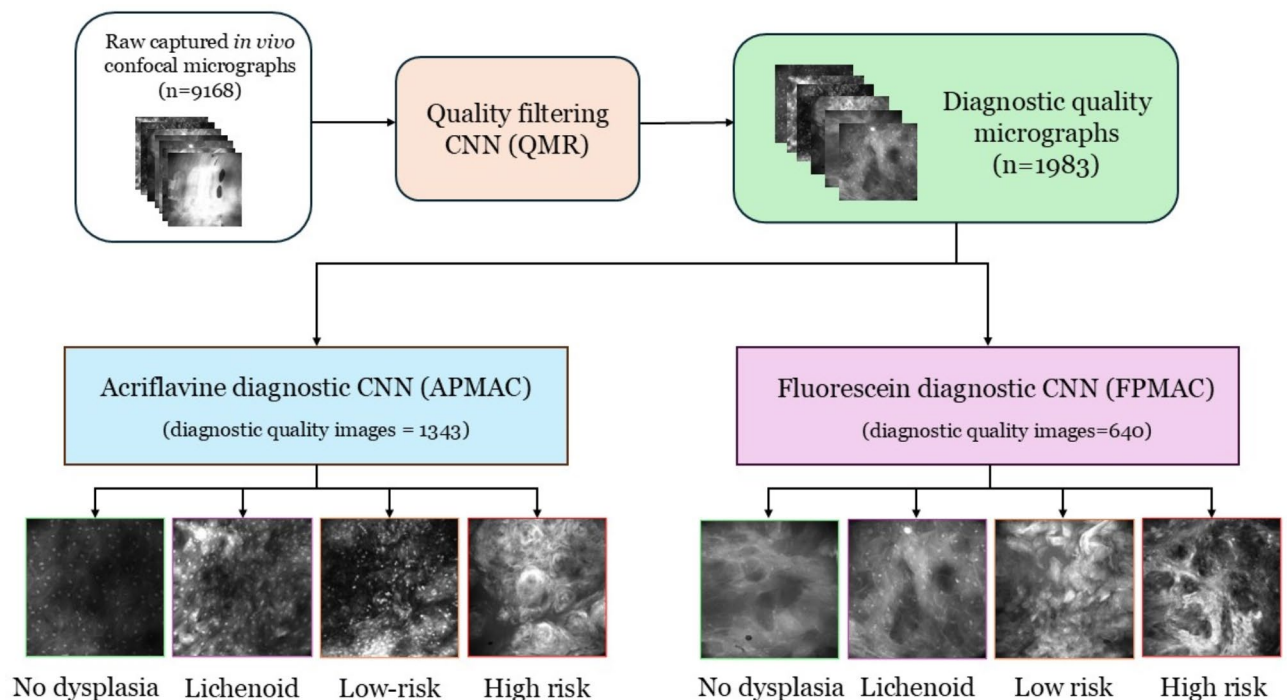 Raw captured in vivo
confocal micrographs
(n=9168)
Quality filtering
CNN (QMR)
Diagnostic quality
micrographs
(n=1983)
Acriflavine diagnostic CNN (APMAC)
(diagnostic quality images = 1343)
Fluorescein diagnostic CNN (FPMAC)
(diagnostic quality images=640)
No dysplasia
Lichenoid
Low-risk
High risk
No dysplasia
Lichenoid
Low risk
High risk